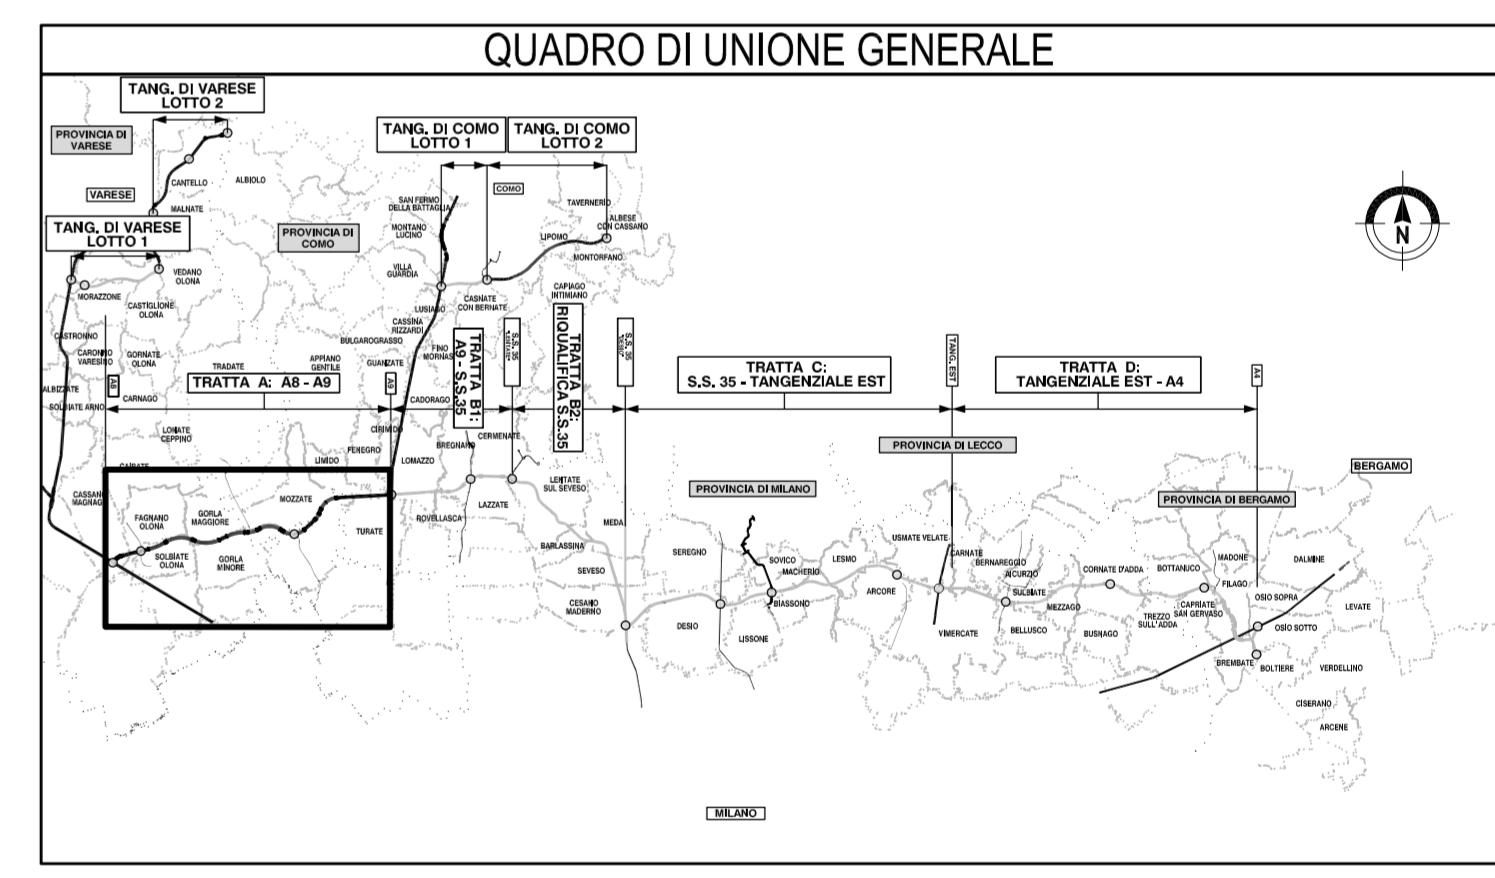 QUADRO DI UNIONE GENERALE
TANG. DI VARESE
LOTTO 2
PROVINCIA DI
VARESE
CANTELLO
ALBIOLO
VARESE
MALNATE
TANG. DI VARESE
LOTTO 1
PROVINCIA DI
COMO
TANG. DI COMO
LOTTO 1
TANG. DI COMO
LOTTO 2
COMO
SAN FERMO
DELLA BATTAGLIA
MONTANO
LUCINO
TAVERNERIO
ALBESE
CON CASSANO
LIPOMO
MONTORFANO
VILLA
GUARDIA
CAPIAGO
INTIMIANO
N
VEDANO
OLONA
MORAZZONE
CASTIGLIONE
OLONA
LUSIAGO
CASNATE
CON BERNATE
CASSINA
RIZZARDI
CASTRONNO
CARONNO
VARESINO
GORNATE
OLONA
BULGAROGRASSO
FINO
MORNAS
TRADATE
APPIANO
GENTILE
GUANZATE
ALBIZZATE
A8
TRATTA A: A8 - A9
A9
TRATTA B1:
A9 - S.S.35
S.S. 35
TRATTA B2:
RIQUALIFICA S.S.35
S.S. 35
TRATTA C:
S.S. 35 - TANGENZIALE EST
TANG. EST
TRATTA D:
TANGENZIALE EST - A4
A4
SOLBIATE ARNO
CARNAGO
CADORAGO
LONATE
CEPPINO
CIRIMIDO
FENEGRO
BREGNANO
CERMENATE
LIMIDO
LOMAZZO
CAIRATE
PROVINCIA DI LECCO
BERGAMO
CASSANO
MAGNAGO
MOZZATE
LENTATE
SUL SEVESO
PROVINCIA DI MILANO
PROVINCIA DI BERGAMO
FAGNANO
OLONA
GORLA
MAGGIORE
TURATE
ROVELLASCA
LAZZATE
MEDA
SOLBIATE
OLONA
GORLA
MINORE
BARLASSINA
SEVESO
CESANO
MADERNO
SEREGNO
SOVICO
MACHERIO
LESMO
USMATE VELATE
CARNATE
BERNAREGGIO
AICURZIO
CORNATE D'ADDA
BOTTANUCO
MADONE
FILAGO
DALMINE
ARCORE
SULBIATE
MEZZAGO
CAPRIATE
SAN GERVASO
OSIO SOPRA
LEVATE
BIASSONO
DESIO
LISSONE
VIMERCATE
BELLUSCO
BUSNAGO
TREZZO
SULL'ADDA
OSIO SOTTO
BREMBATE
BOLTIERE
VERDELLINO
CISERANO
ARCENE
MILANO